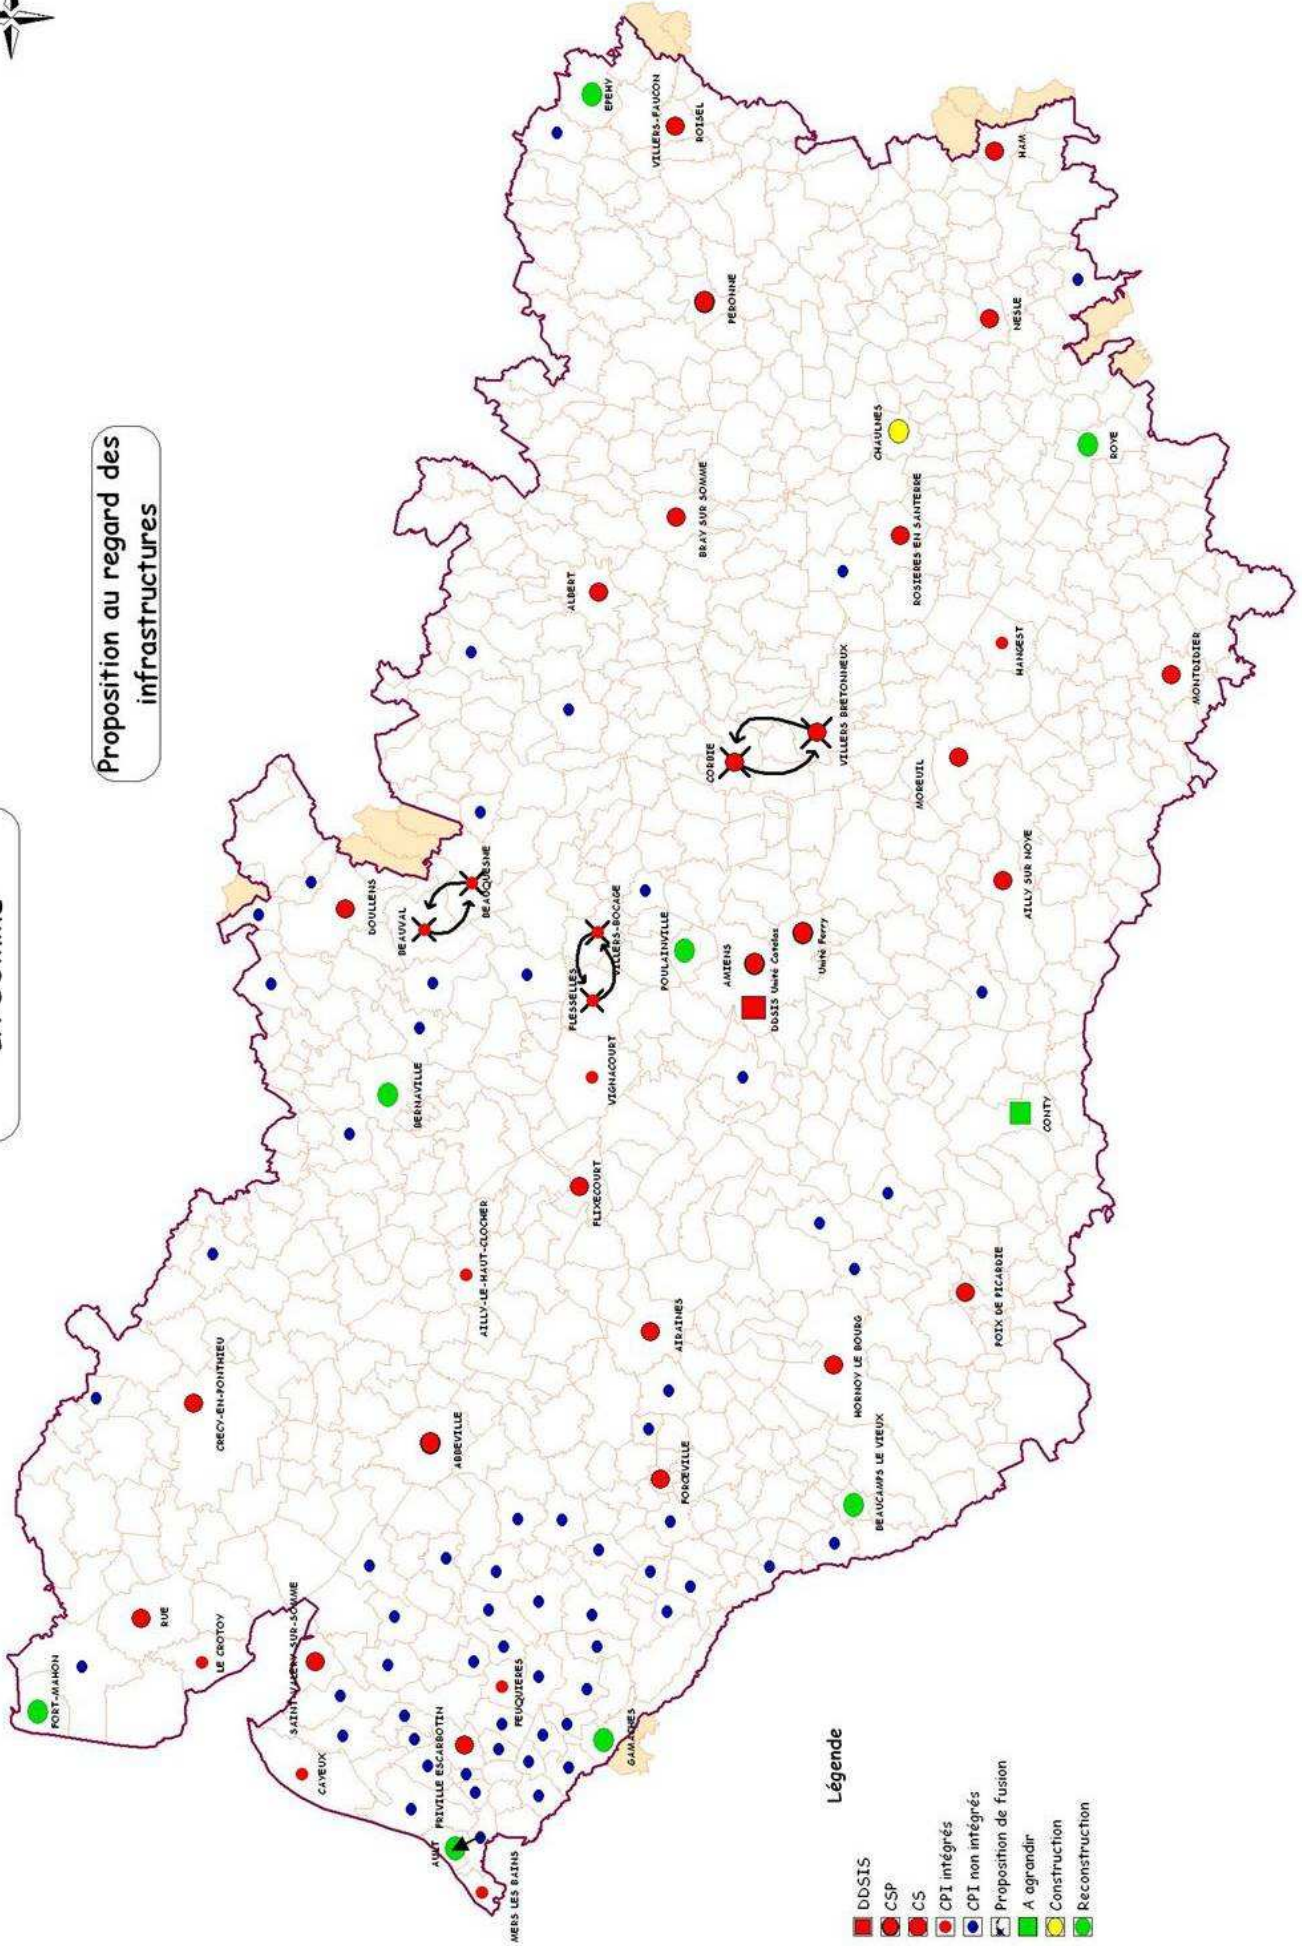 Proposition au regard des
infrastructures
FORT-MAHON
RUE
LE CROTOY
CRECY-EN-PONTHIEU
SAINT-VALERY-SUR-SOMME
CAYEUX
AULT
FRIVILLE ESCARBOTIN
MERS LES BAINS
FEUQUIERES
GAMACHES
ABBEVILLE
AILLY-LE-HAUT-CLOCHER
FLIXECOURT
AIRAINES
FORCEVILLE
HORNOY LE BOURG
BEAUCAMPS LE VIEUX
POIX DE PICARDIE
CONTY
BERNAVILLE
DOULLENS
BEAUVAL
BEAUQUESNE
FLESSELLES
VILLERS-BOCAGE
VIGNACOURT
POULAINVILLE
AMIENS
DDSIS Unité Catelas
Unité Ferry
AILLY SUR NOYE
MOREUIL
CORBIE
VILLERS BRETONNEUX
HANGEST
MONTDIDIER
ALBERT
BRAY SUR SOMME
ROSIERES EN SANTERRE
CHAULNES
ROYE
PERONNE
NESLE
HAM
EPEHY
VILLERS-FAUCON
ROISEL
Légende
DDSIS
CSP
CS
CPI intégrés
CPI non intégrés
Proposition de fusion
A agrandir
Construction
Reconstruction